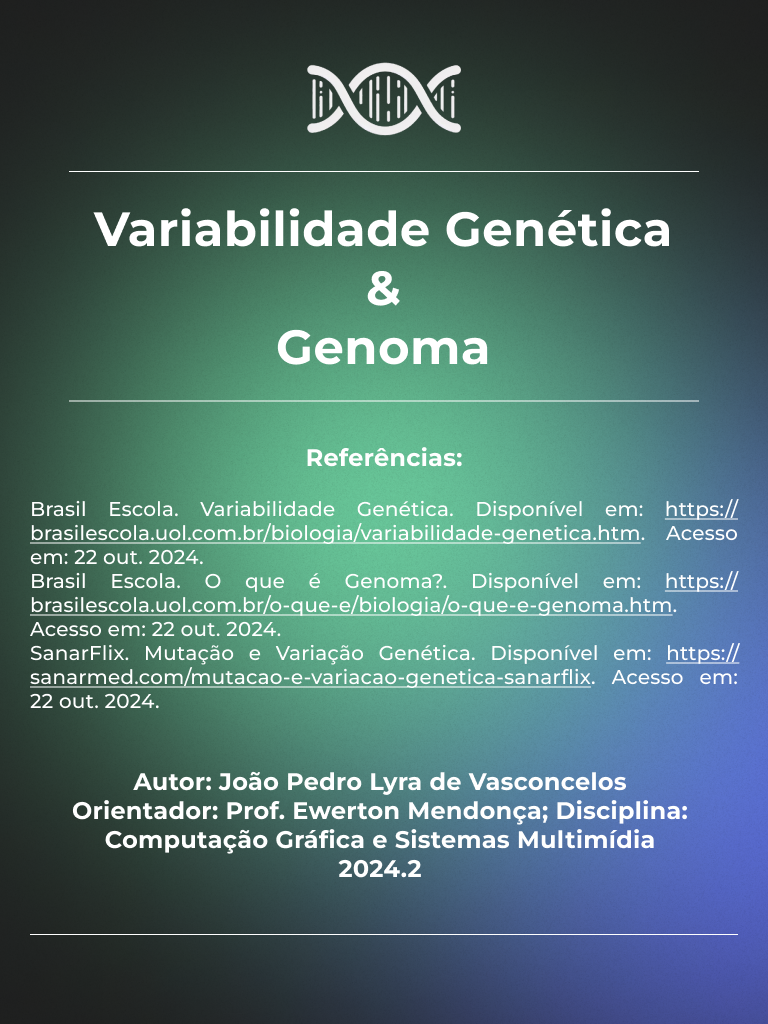 Variabilidade Genética
&
Genoma
Referências:
Brasil Escola. Variabilidade Genética. Disponível em: https://
brasilescola.uol.com.br/biologia/variabilidade-genetica.htm. Acesso
em: 22 out. 2024.
Brasil Escola. O que é Genoma?. Disponível em: https://
brasilescola.uol.com.br/o-que-e/biologia/o-que-e-genoma.htm.
Acesso em: 22 out. 2024.
SanarFlix. Mutação e Variação Genética. Disponível em: https://
sanarmed.com/mutacao-e-variacao-genetica-sanarflix. Acesso em:
22 out. 2024.
Autor: João Pedro Lyra de Vasconcelos
Orientador: Prof. Ewerton Mendonça; Disciplina:
Computação Gráfica e Sistemas Multimídia
2024.2